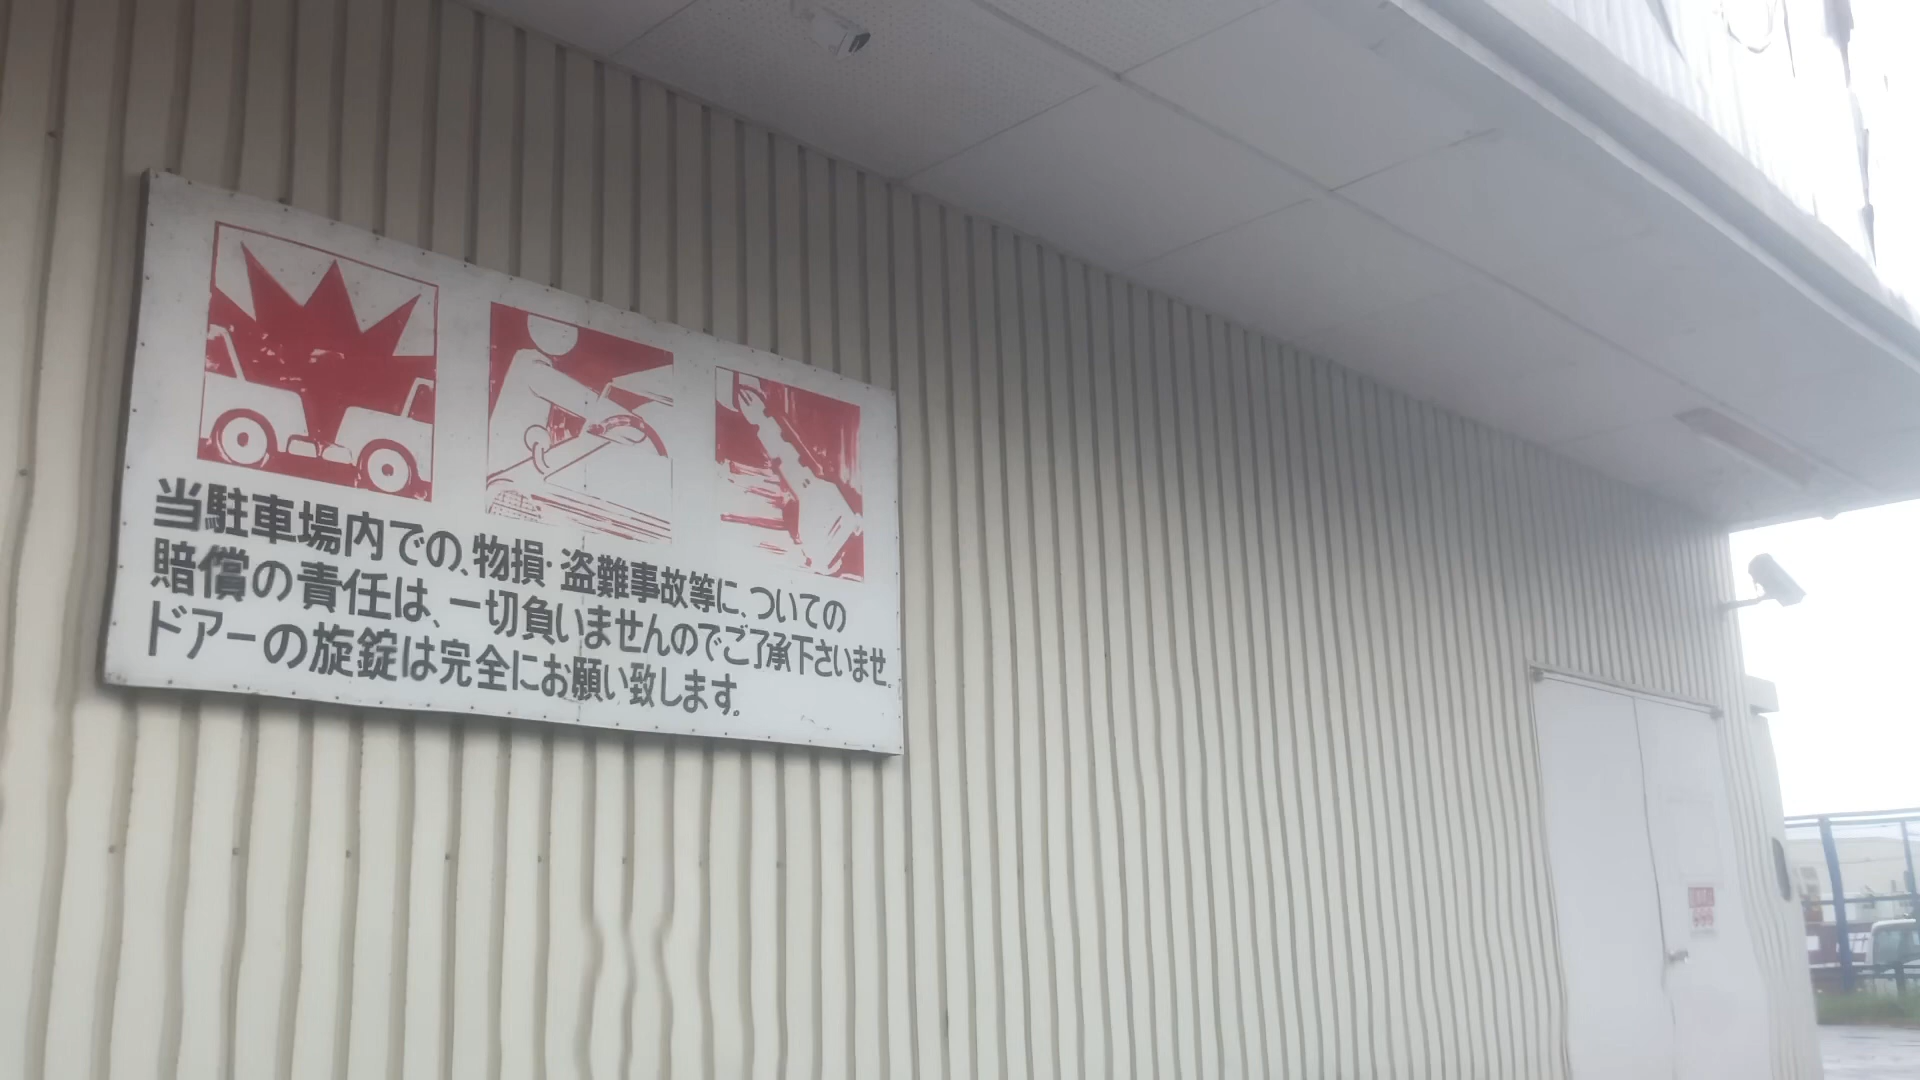 当駐車場内での、物損・盗難事故等に、ついての
賠償の責任は、一切負いませんのでご了承下さいませ。
ドアーの旋錠は完全にお願い致します。